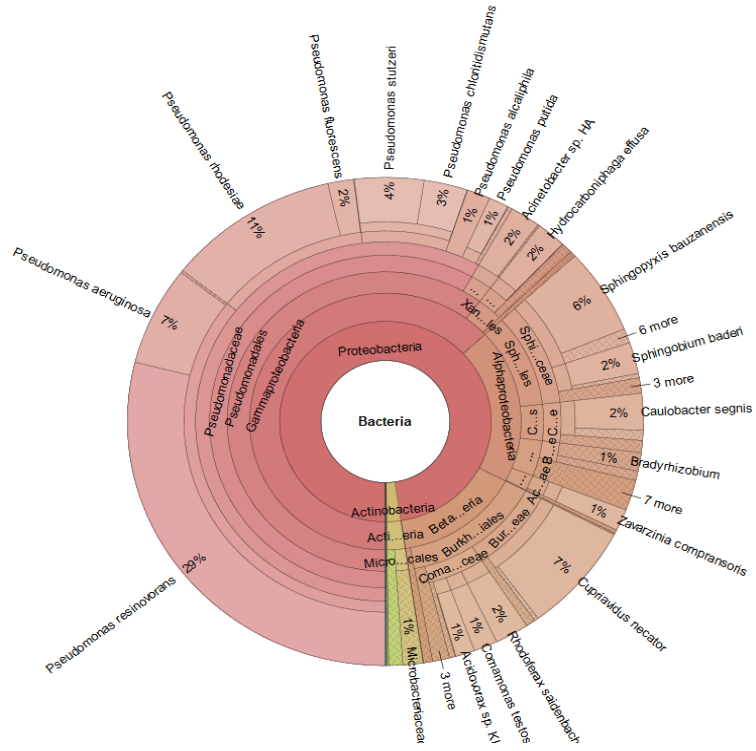 Pseudomonas stutzeri
Pseudomonas chloritidismutans
Pseudomonas fluorescens
Pseudomonas alcaliphila
Pseudomonas putida
Acinetobacter sp. HA
Hydrocarboniphaga effusa
Pseudomonas rhodesiae
4%
3%
2%
11%
1%
1%
2%
2%
Pseudomonas aeruginosa
7%
Sphingopyxis bauzanensis
6%
6 more
Sphingobium baderi
2%
3 more
Caulobacter segnis
2%
Bradyrhizobium
1%
7 more
Zavarzinia compransoris
1%
Cupriavidus necator
7%
Rhodoferax saidenbach
2%
Comamonas testos
1%
Acidovorax sp. KI
1%
3 more
Microbacteriaceae
1%
Pseudomonas resinovorans
29%
Pseudomonadaceae
Pseudomonadales
Gammaproteobacteria
Proteobacteria
Bacteria
...
...
Xan...les
Sphi...ceae
Sph...les
Alphaproteobacteria
C...s
C...e
B...e
...
...
Ac...ae
Actinobacteria
Acti...eria
Micro...cales
Beta...eria
Burkh...iales
Bur...eae
Coma...ceae